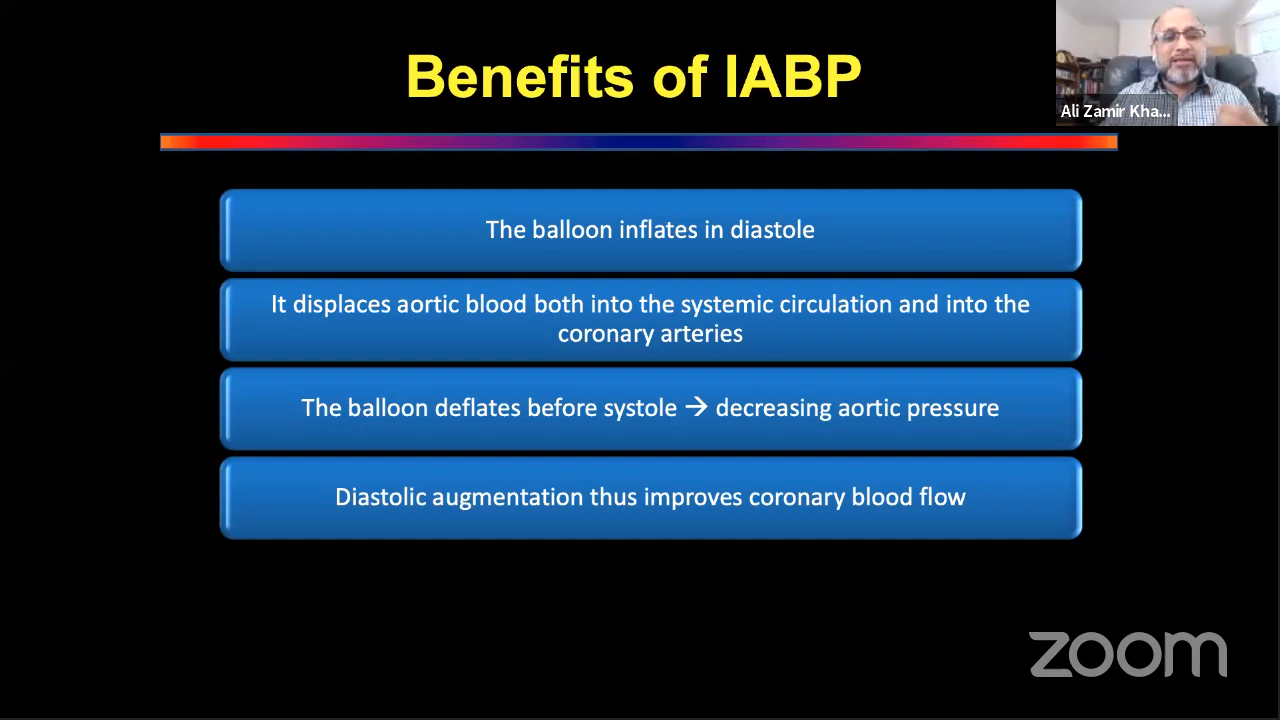 Benefits of IABP
Ali Zamir Kha...
The balloon inflates in diastole
It displaces aortic blood both into the systemic circulation and into the
coronary arteries
The balloon deflates before systole → decreasing aortic pressure
Diastolic augmentation thus improves coronary blood flow
zoom